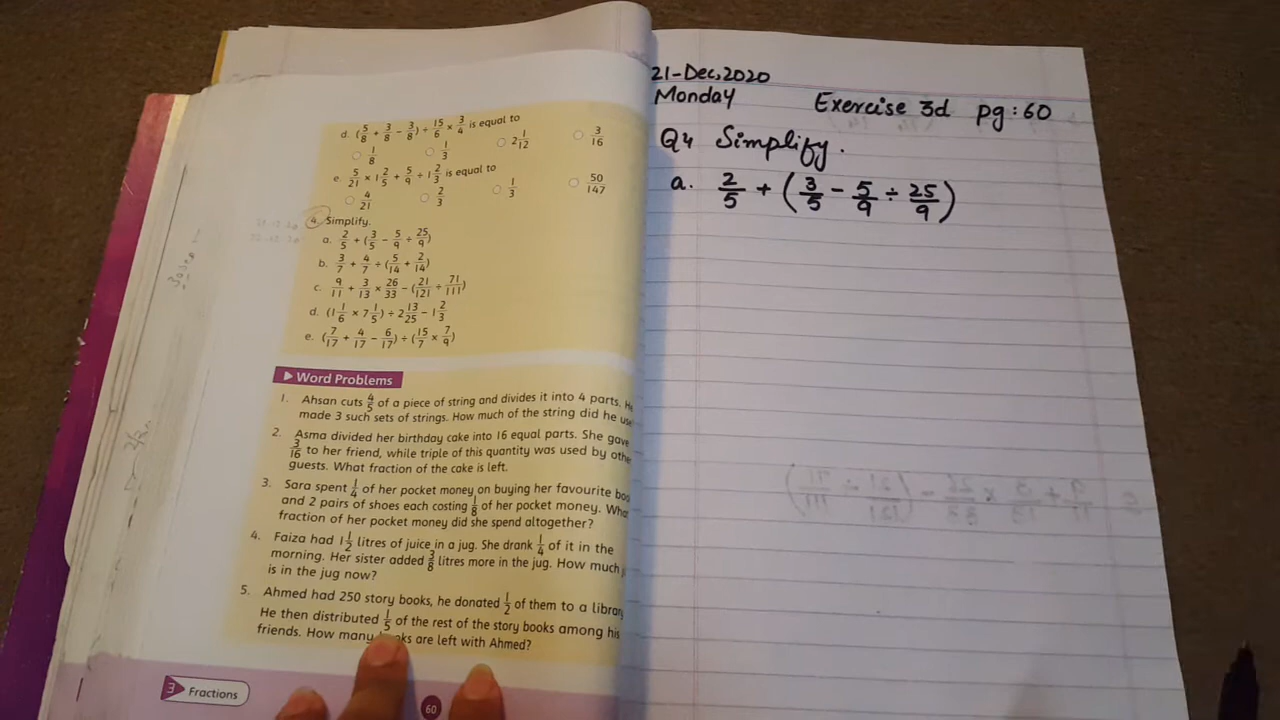 d. (5/8 + 3/8 − 3/8) ÷ 15/6 × 3/4 is equal to
○ 1/8 ○ 1/3 ○ 2 1/12 ○ 3/16
e. 5/21 × 1 2/5 + 5/9 ÷ 1 2/3 is equal to
○ 4/21 ○ 2/3 ○ 1/3 ○ 50/147
4. Simplify.
a. 2/5 + (3/5 − 5/9 ÷ 25/9)
b. 3/7 + 4/7 ÷ (5/14 + 2/14)
c. 9/11 + 3/13 × 26/33 − (21/121 ÷ 71/111)
d. (1 1/6 × 7 1/5) ÷ 2 13/25 − 1 2/3
e. (7/17 + 4/17 − 6/17) ÷ (15/7 × 7/9)
▶ Word Problems
1. Ahsan cuts 4/5 of a piece of string and divides it into 4 parts. H
made 3 such sets of strings. How much of the string did he us
2. Asma divided her birthday cake into 16 equal parts. She gave
3/16 to her friend, while triple of this quantity was used by othe
guests. What fraction of the cake is left.
3. Sara spent 1/4 of her pocket money on buying her favourite bo
and 2 pairs of shoes each costing 1/8 of her pocket money. Wha
fraction of her pocket money did she spend altogether?
4. Faiza had 1 1/2 litres of juice in a jug. She drank 1/4 of it in the
morning. Her sister added 3/8 litres more in the jug. How much
is in the jug now?
5. Ahmed had 250 story books, he donated 1/2 of them to a librar
He then distributed 1/5 of the rest of the story books among his
friends. How many books are left with Ahmed?
3 Fractions
60
21-Dec,2020
Monday Exercise 3d pg:60
Q4 Simplify.
a. 2/5 + (3/5 − 5/9 ÷ 25/9)